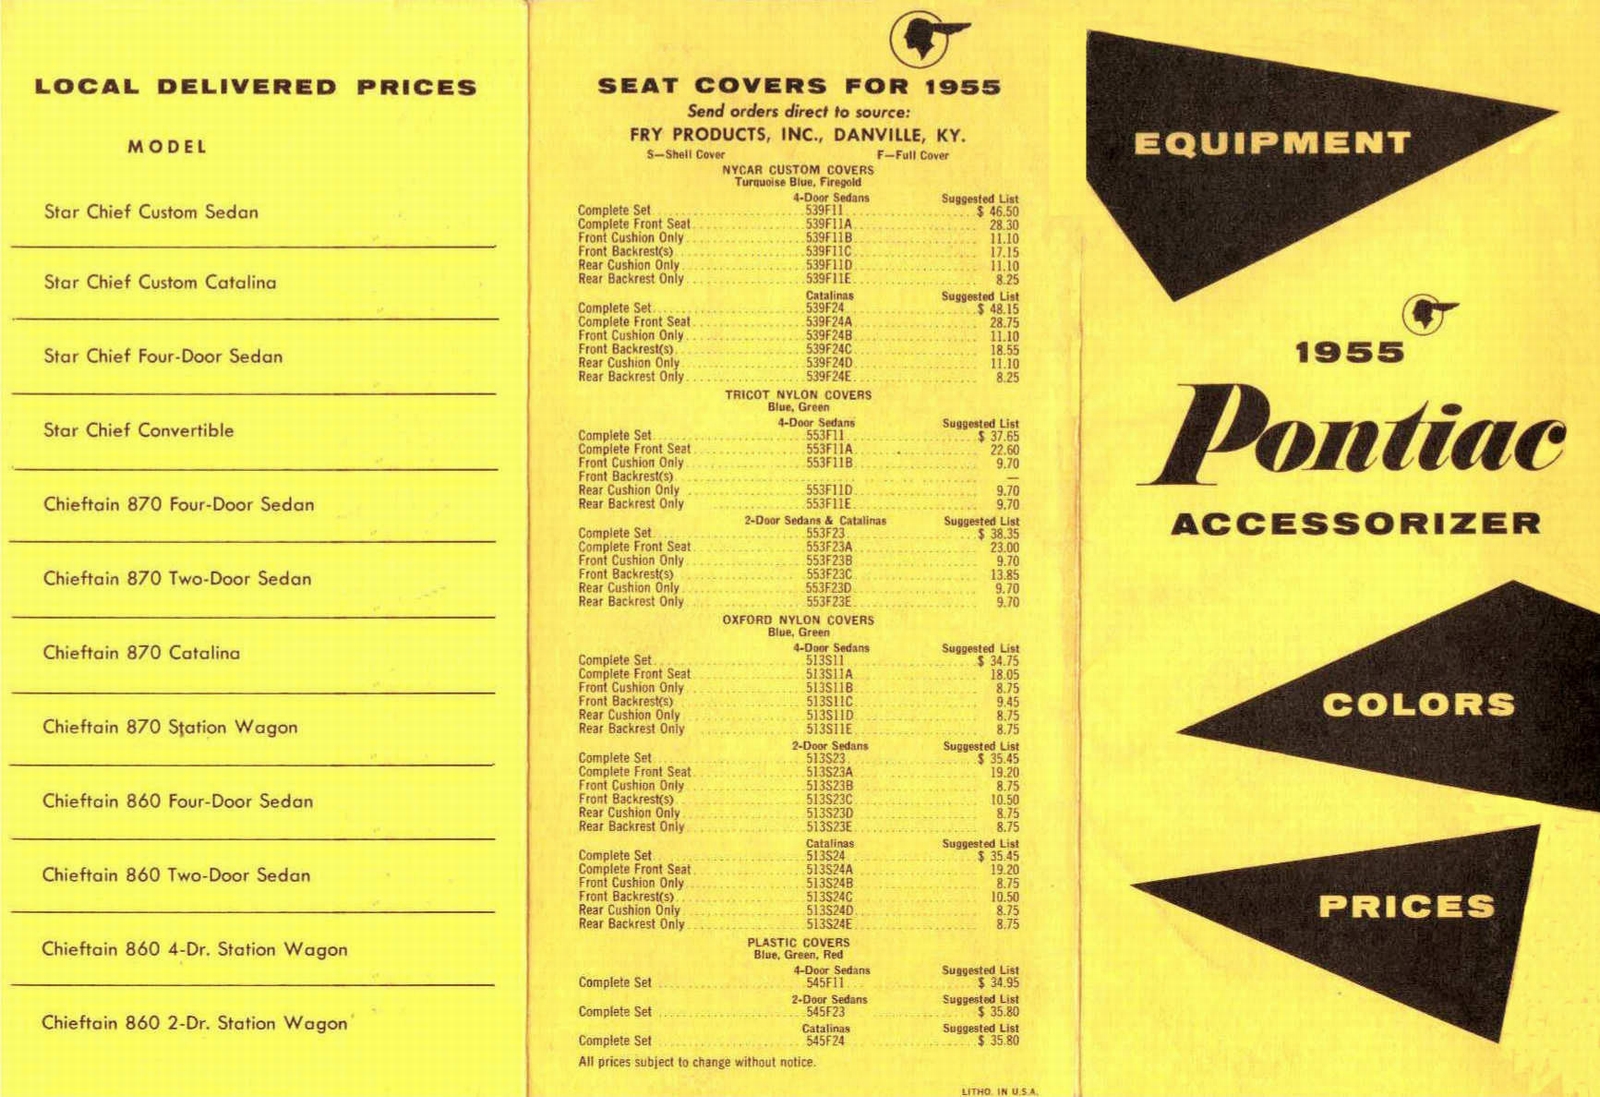 LOCAL DELIVERED PRICES
MODEL
Star Chief Custom Sedan
Star Chief Custom Catalina
Star Chief Four-Door Sedan
Star Chief Convertible
Chieftain 870 Four-Door Sedan
Chieftain 870 Two-Door Sedan
Chieftain 870 Catalina
Chieftain 870 Station Wagon
Chieftain 860 Four-Door Sedan
Chieftain 860 Two-Door Sedan
Chieftain 860 4-Dr. Station Wagon
Chieftain 860 2-Dr. Station Wagon
SEAT COVERS FOR 1955
Send orders direct to source:
FRY PRODUCTS, INC., DANVILLE, KY.
S—Shell Cover F—Full Cover
NYCAR CUSTOM COVERS
Turquoise Blue, Firegold
4-Door Sedans Suggested List
Complete Set 539F11 $ 46.50
Complete Front Seat 539F11A 28.30
Front Cushion Only 539F11B 11.10
Front Backrest(s) 539F11C 17.15
Rear Cushion Only 539F11D 11.10
Rear Backrest Only 539F11E 8.25
Catalinas Suggested List
Complete Set 539F24 $ 48.15
Complete Front Seat 539F24A 28.75
Front Cushion Only 539F24B 11.10
Front Backrest(s) 539F24C 18.55
Rear Cushion Only 539F24D 11.10
Rear Backrest Only 539F24E 8.25
TRICOT NYLON COVERS
Blue, Green
4-Door Sedans Suggested List
Complete Set 553F11 $ 37.65
Complete Front Seat 553F11A 22.60
Front Cushion Only 553F11B 9.70
Front Backrest(s) —
Rear Cushion Only 553F11D 9.70
Rear Backrest Only 553F11E 9.70
2-Door Sedans & Catalinas Suggested List
Complete Set 553F23 $ 38.35
Complete Front Seat 553F23A 23.00
Front Cushion Only 553F23B 9.70
Front Backrest(s) 553F23C 13.85
Rear Cushion Only 553F23D 9.70
Rear Backrest Only 553F23E 9.70
OXFORD NYLON COVERS
Blue, Green
4-Door Sedans Suggested List
Complete Set 513S11 $ 34.75
Complete Front Seat 513S11A 18.05
Front Cushion Only 513S11B 8.75
Front Backrest(s) 513S11C 9.45
Rear Cushion Only 513S11D 8.75
Rear Backrest Only 513S11E 8.75
2-Door Sedans Suggested List
Complete Set 513S23 $ 35.45
Complete Front Seat 513S23A 19.20
Front Cushion Only 513S23B 8.75
Front Backrest(s) 513S23C 10.50
Rear Cushion Only 513S23D 8.75
Rear Backrest Only 513S23E 8.75
Catalinas Suggested List
Complete Set 513S24 $ 35.45
Complete Front Seat 513S24A 19.20
Front Cushion Only 513S24B 8.75
Front Backrest(s) 513S24C 10.50
Rear Cushion Only 513S24D 8.75
Rear Backrest Only 513S24E 8.75
PLASTIC COVERS
Blue, Green, Red
4-Door Sedans Suggested List
Complete Set 545F11 $ 34.95
2-Door Sedans Suggested List
Complete Set 545F23 $ 35.80
Catalinas Suggested List
Complete Set 545F24 $ 35.80
All prices subject to change without notice.
LITHO. IN U.S.A.
EQUIPMENT
1955
Pontiac
ACCESSORIZER
COLORS
PRICES